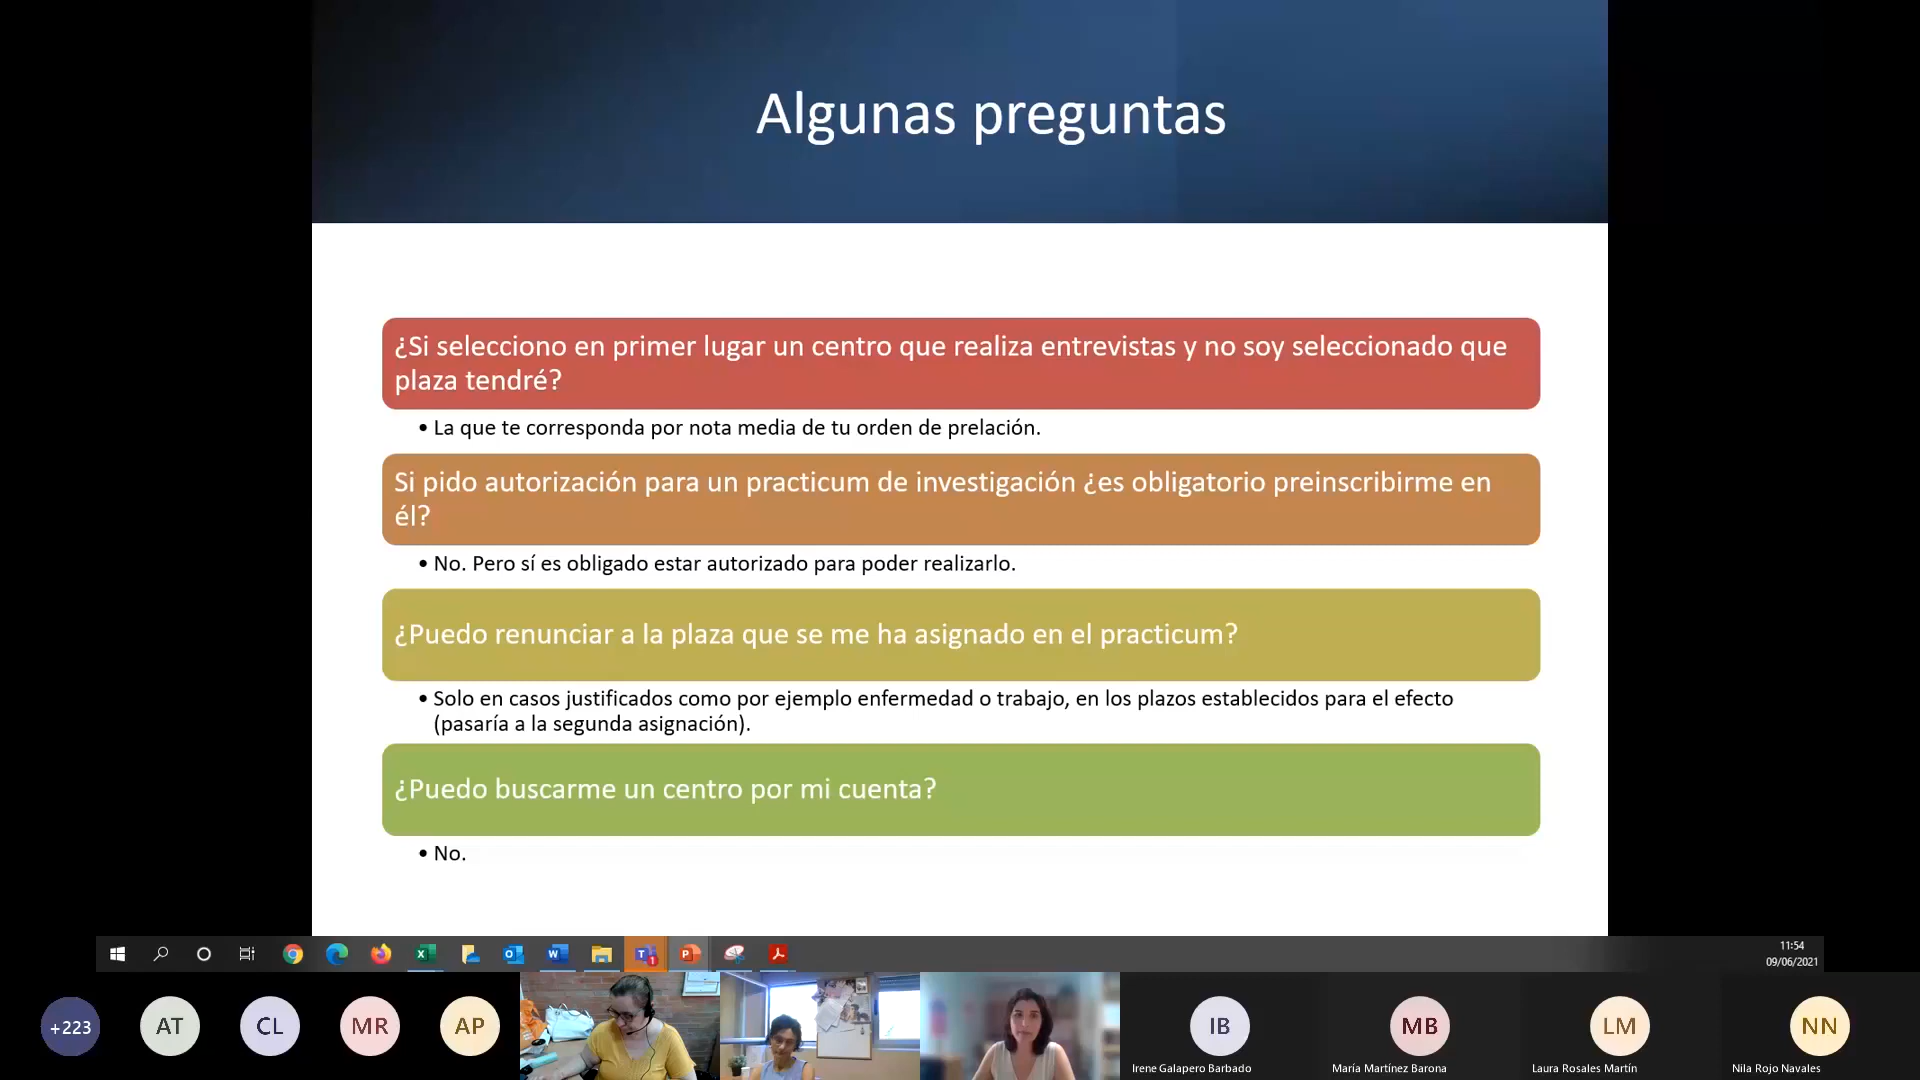 Algunas preguntas
¿Si selecciono en primer lugar un centro que realiza entrevistas y no soy seleccionado que
plaza tendré?
• La que te corresponda por nota media de tu orden de prelación.
Si pido autorización para un practicum de investigación ¿es obligatorio preinscribirme en
él?
• No. Pero sí es obligado estar autorizado para poder realizarlo.
¿Puedo renunciar a la plaza que se me ha asignado en el practicum?
• Solo en casos justificados como por ejemplo enfermedad o trabajo, en los plazos establecidos para el efecto
(pasaría a la segunda asignación).
¿Puedo buscarme un centro por mi cuenta?
• No.
11:54
09/06/2021
+223
AT
CL
MR
AP
IB
MB
LM
NN
Irene Galapero Barbado
María Martínez Barona
Laura Rosales Martín
Nila Rojo Navales